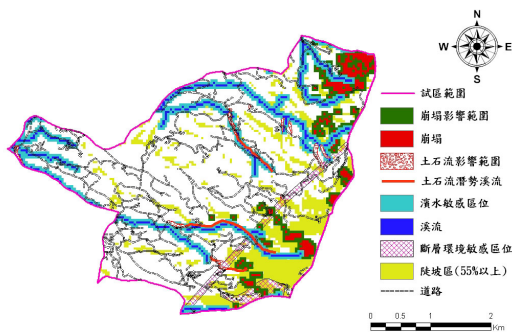 N
W
E
S
試區範圍
崩塌影響範圍
崩塌
土石流影響範圍
土石流潛勢溪流
濱水敏感區位
溪流
斷層環境敏感區位
陡坡區(55%以上)
道路
0 0.5 1 2
Km